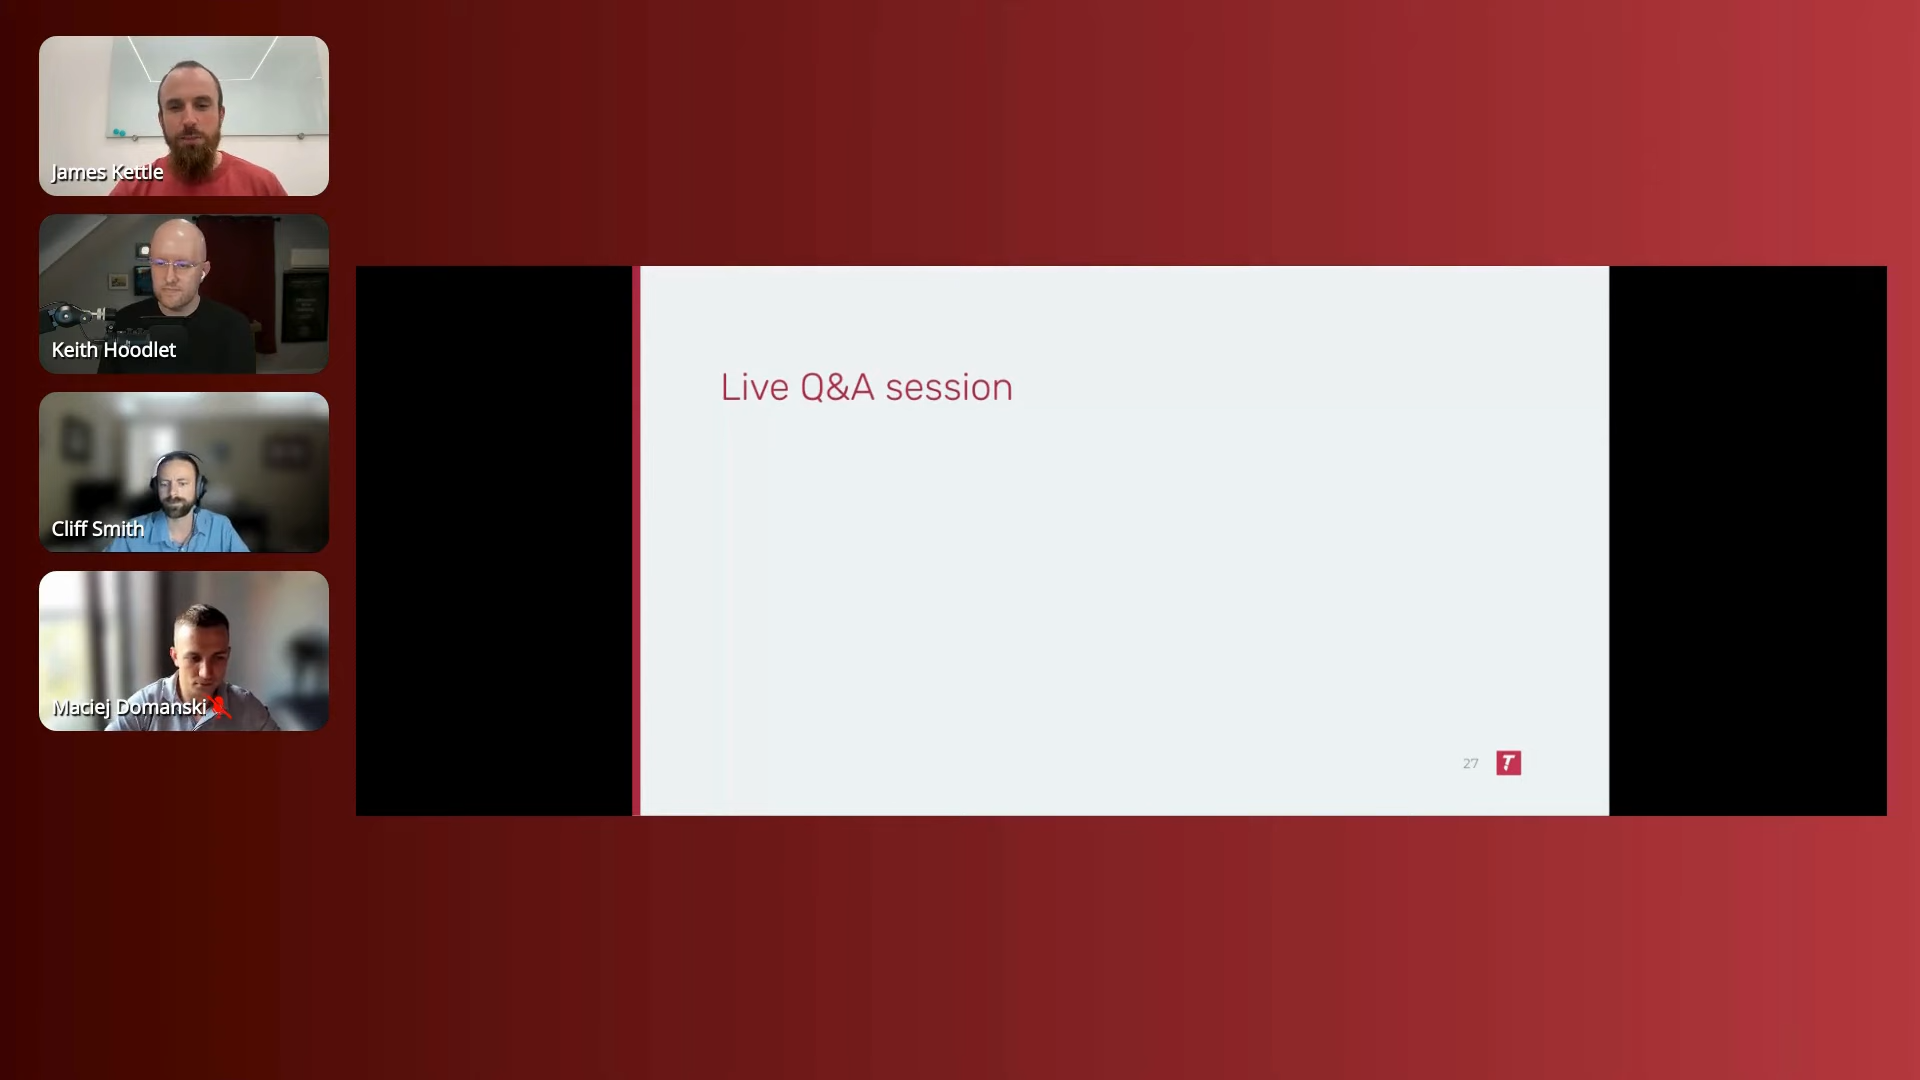 James Kettle
Keith Hoodlet
Cliff Smith
Maciej Domanski
Live Q&A session
27